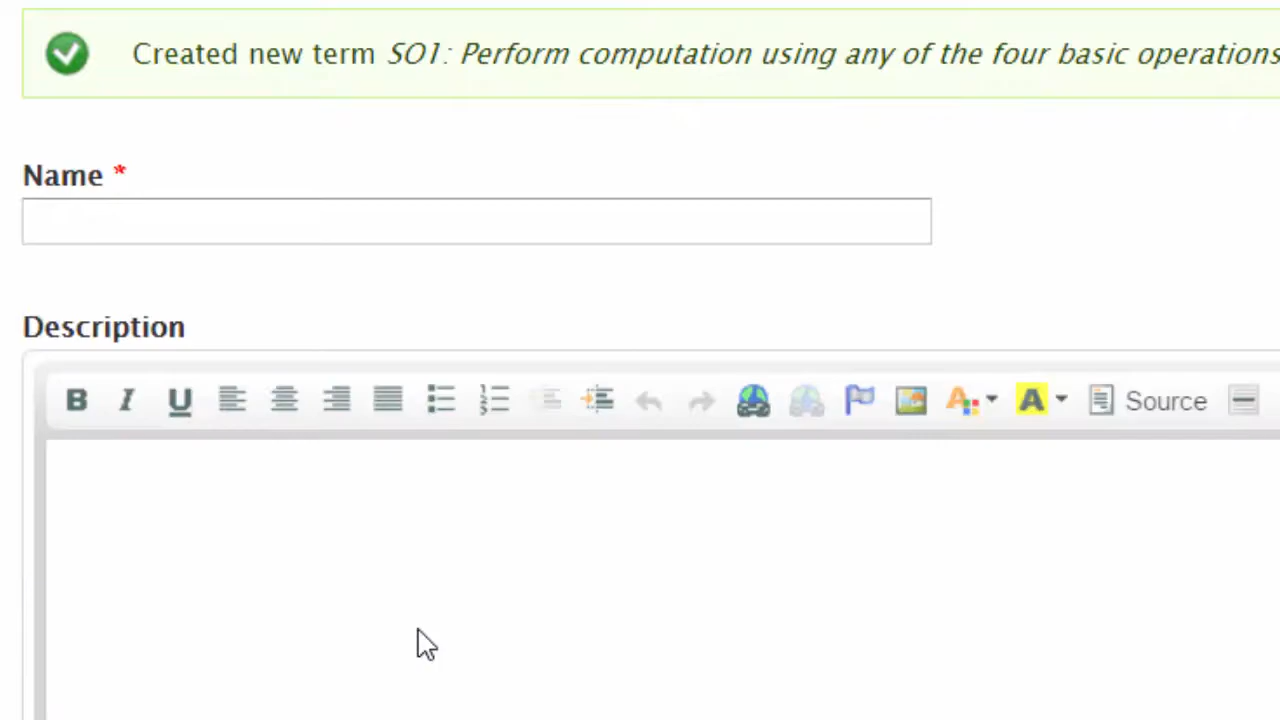 Created new term SO1: Perform computation using any of the four basic operations
Name *
Description
B I U A A Source